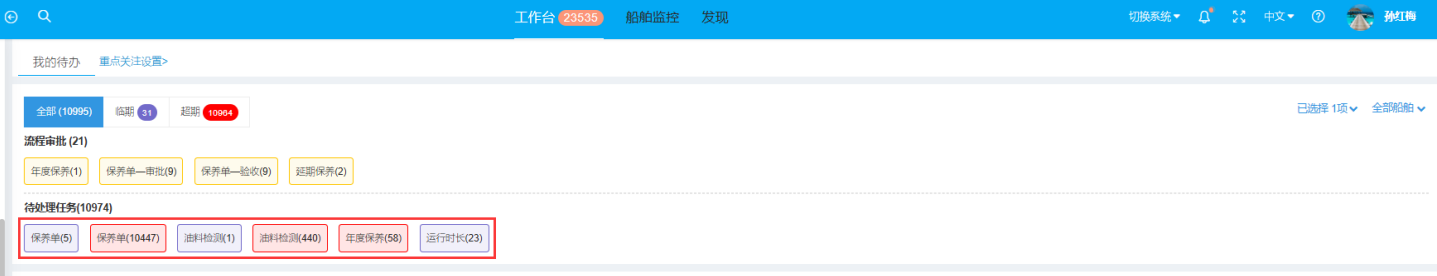 工作台 23535 船舶监控 发现 切换系统 中文 孙红梅
我的待办 重点关注设置>
全部 (10995) 临期 31 超期 10964 已选择 1项 全部船舶
流程审批 (21)
年度保养(1) 保养单—审批(9) 保养单—验收(9) 延期保养(2)
待处理任务(10974)
保养单(5) 保养单(10447) 油料检测(1) 油料检测(440) 年度保养(58) 运行时长(23)